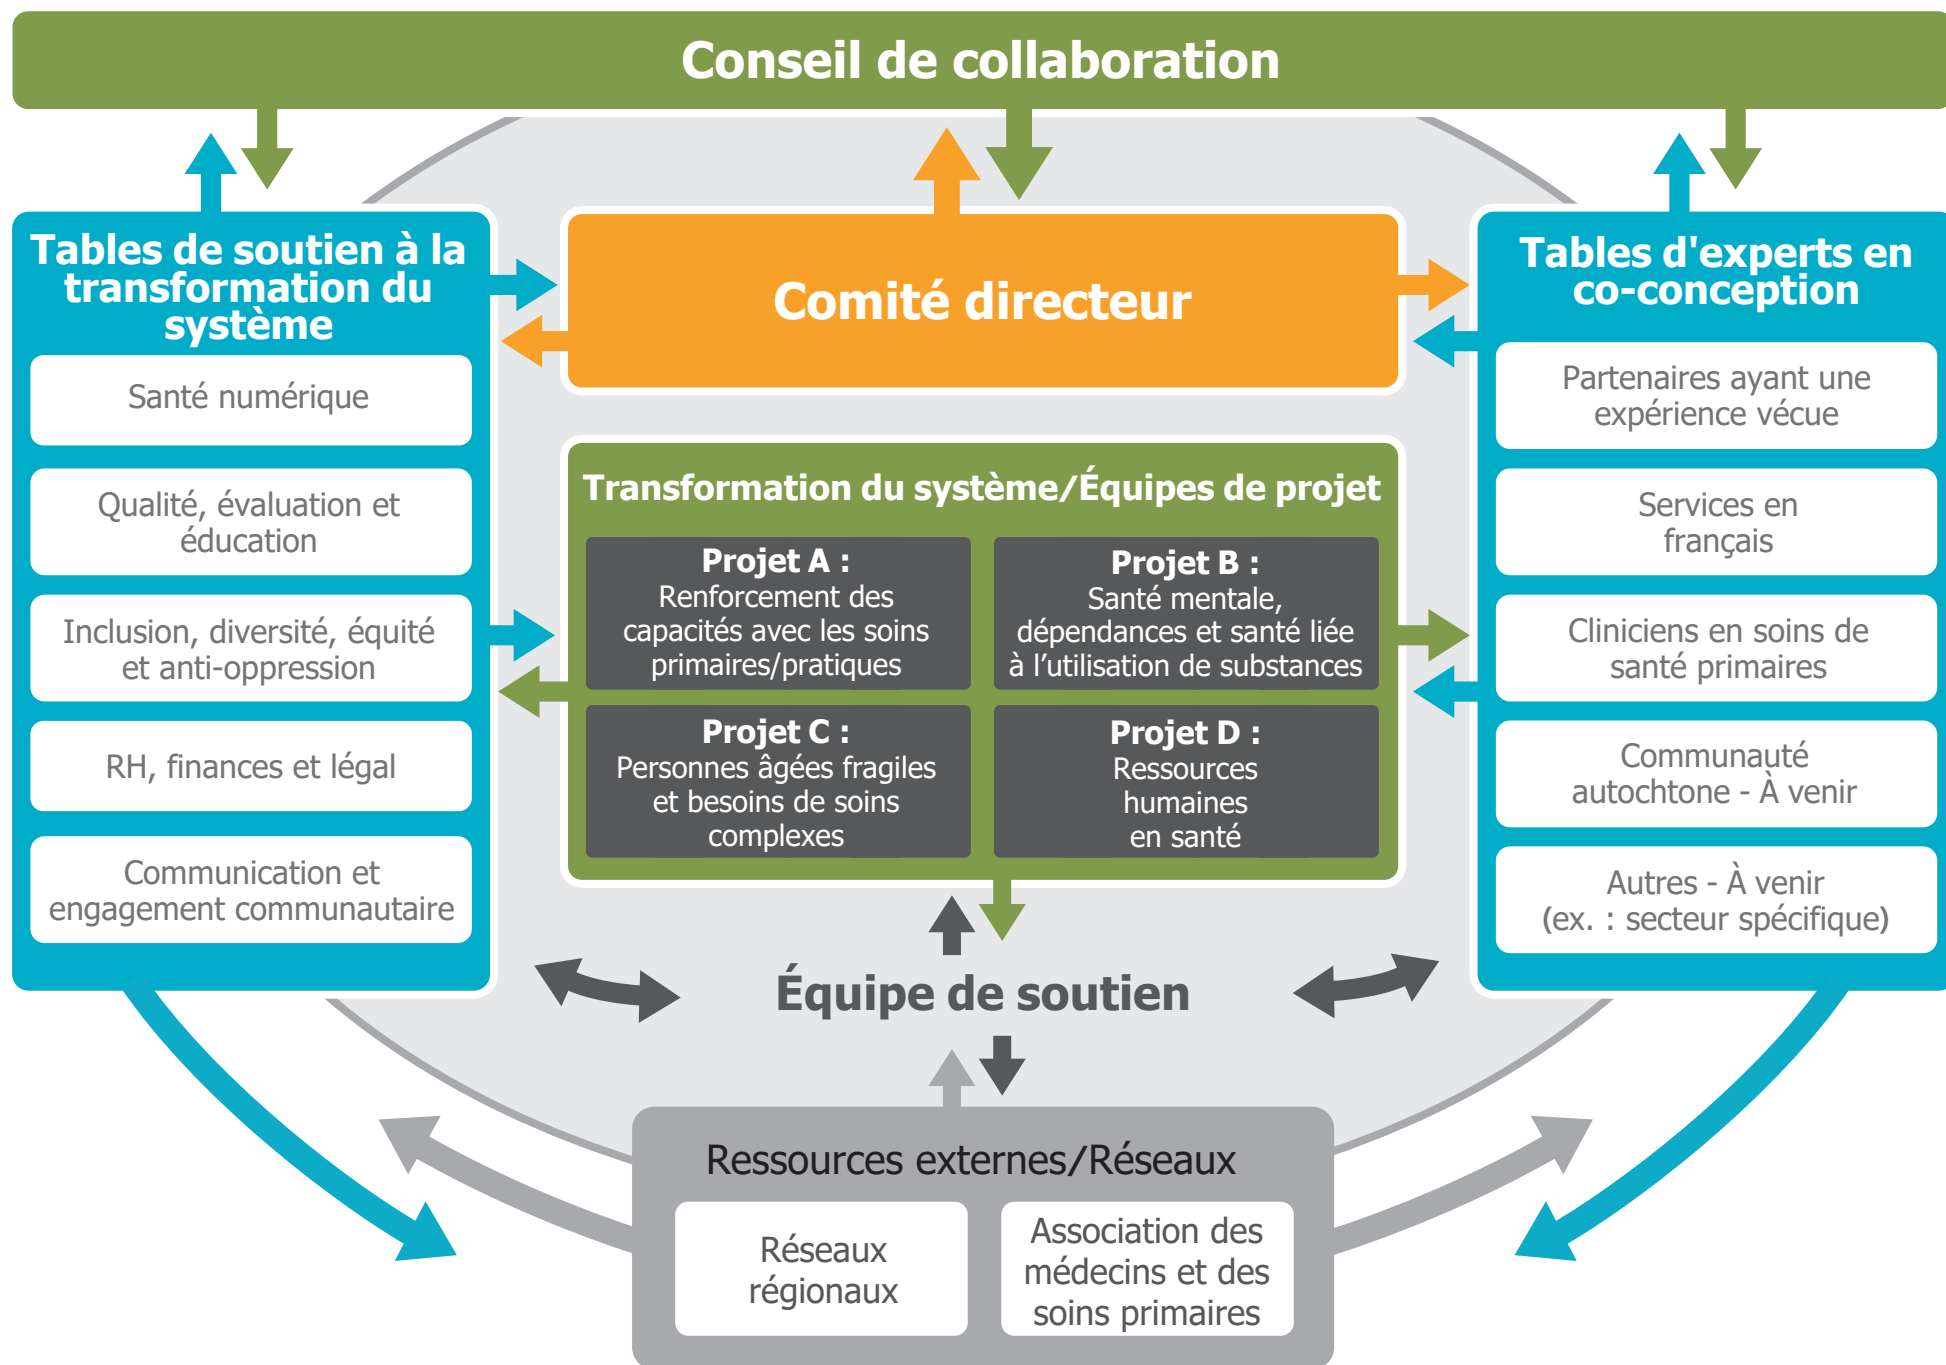 Conseil de collaboration
Tables de soutien à la
transformation du
système
Santé numérique
Qualité, évaluation et
éducation
Inclusion, diversité, équité
et anti-oppression
RH, finances et légal
Communication et
engagement communautaire
Comité directeur
Transformation du système/Équipes de projet
Projet A :
Renforcement des
capacités avec les soins
primaires/pratiques
Projet B :
Santé mentale,
dépendances et santé liée
à l’utilisation de substances
Projet C :
Personnes âgées fragiles
et besoins de soins
complexes
Projet D :
Ressources
humaines
en santé
Équipe de soutien
Tables d'experts en
co-conception
Partenaires ayant une
expérience vécue
Services en
français
Cliniciens en soins de
santé primaires
Communauté
autochtone - À venir
Autres - À venir
(ex. : secteur spécifique)
Ressources externes/Réseaux
Réseaux
régionaux
Association des
médecins et des
soins primaires